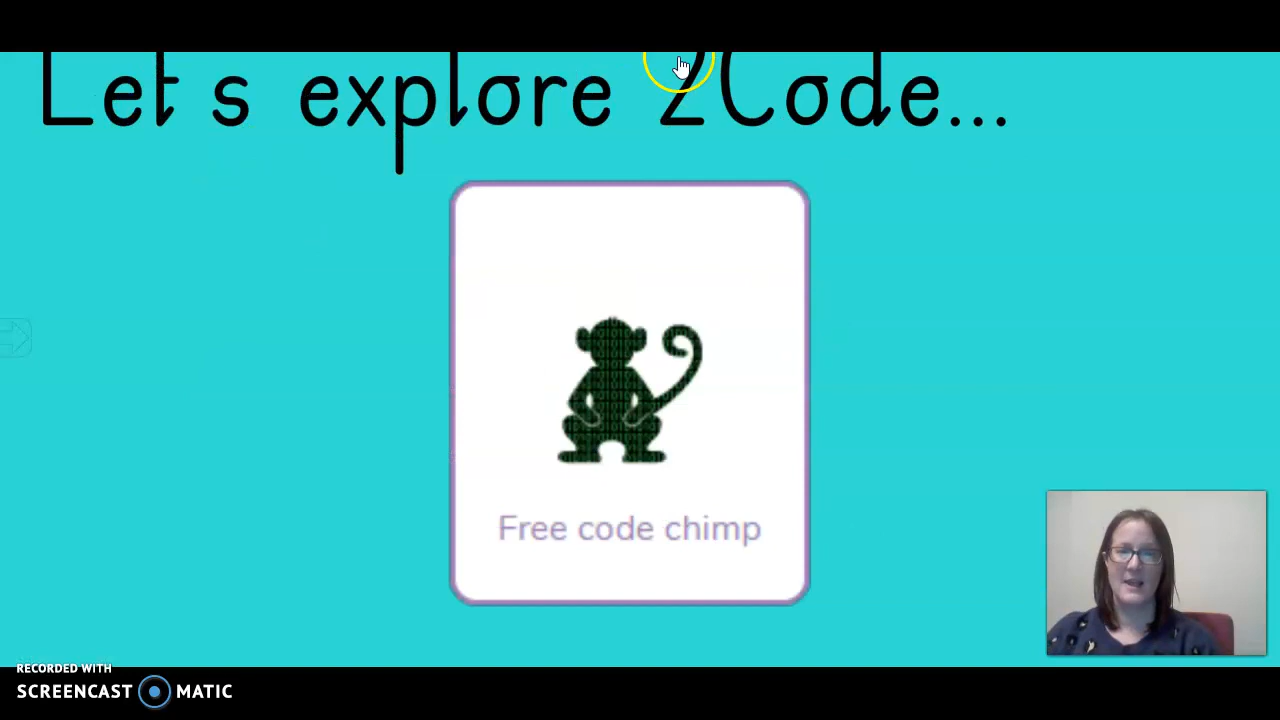 Let's explore 2Code...
Free code chimp
RECORDED WITH
SCREENCAST MATIC